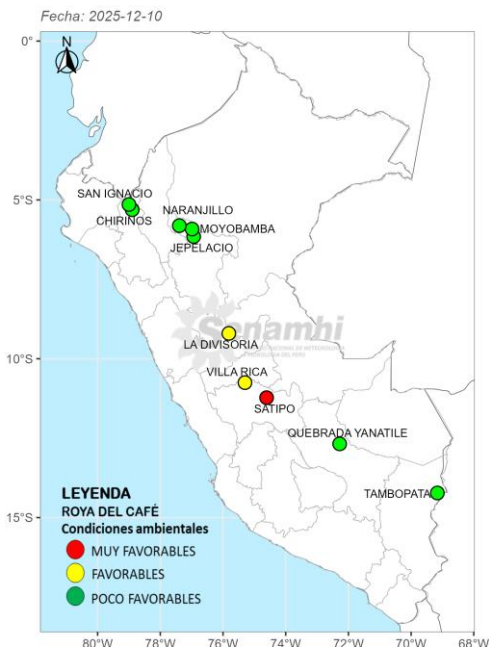 Fecha: 2025-12-10
0°
N
5°S
SAN IGNACIO
CHIRINOS
NARANJILLO
MOYOBAMBA
JEPELACIO
Senamhi
LA DIVISORIA
10°S
VILLA RICA
SATIPO
QUEBRADA YANATILE
TAMBOPATA
15°S
LEYENDA
ROYA DEL CAFÉ
Condiciones ambientales
MUY FAVORABLES
FAVORABLES
POCO FAVORABLES
80°W 78°W 76°W 74°W 72°W 70°W 68°W